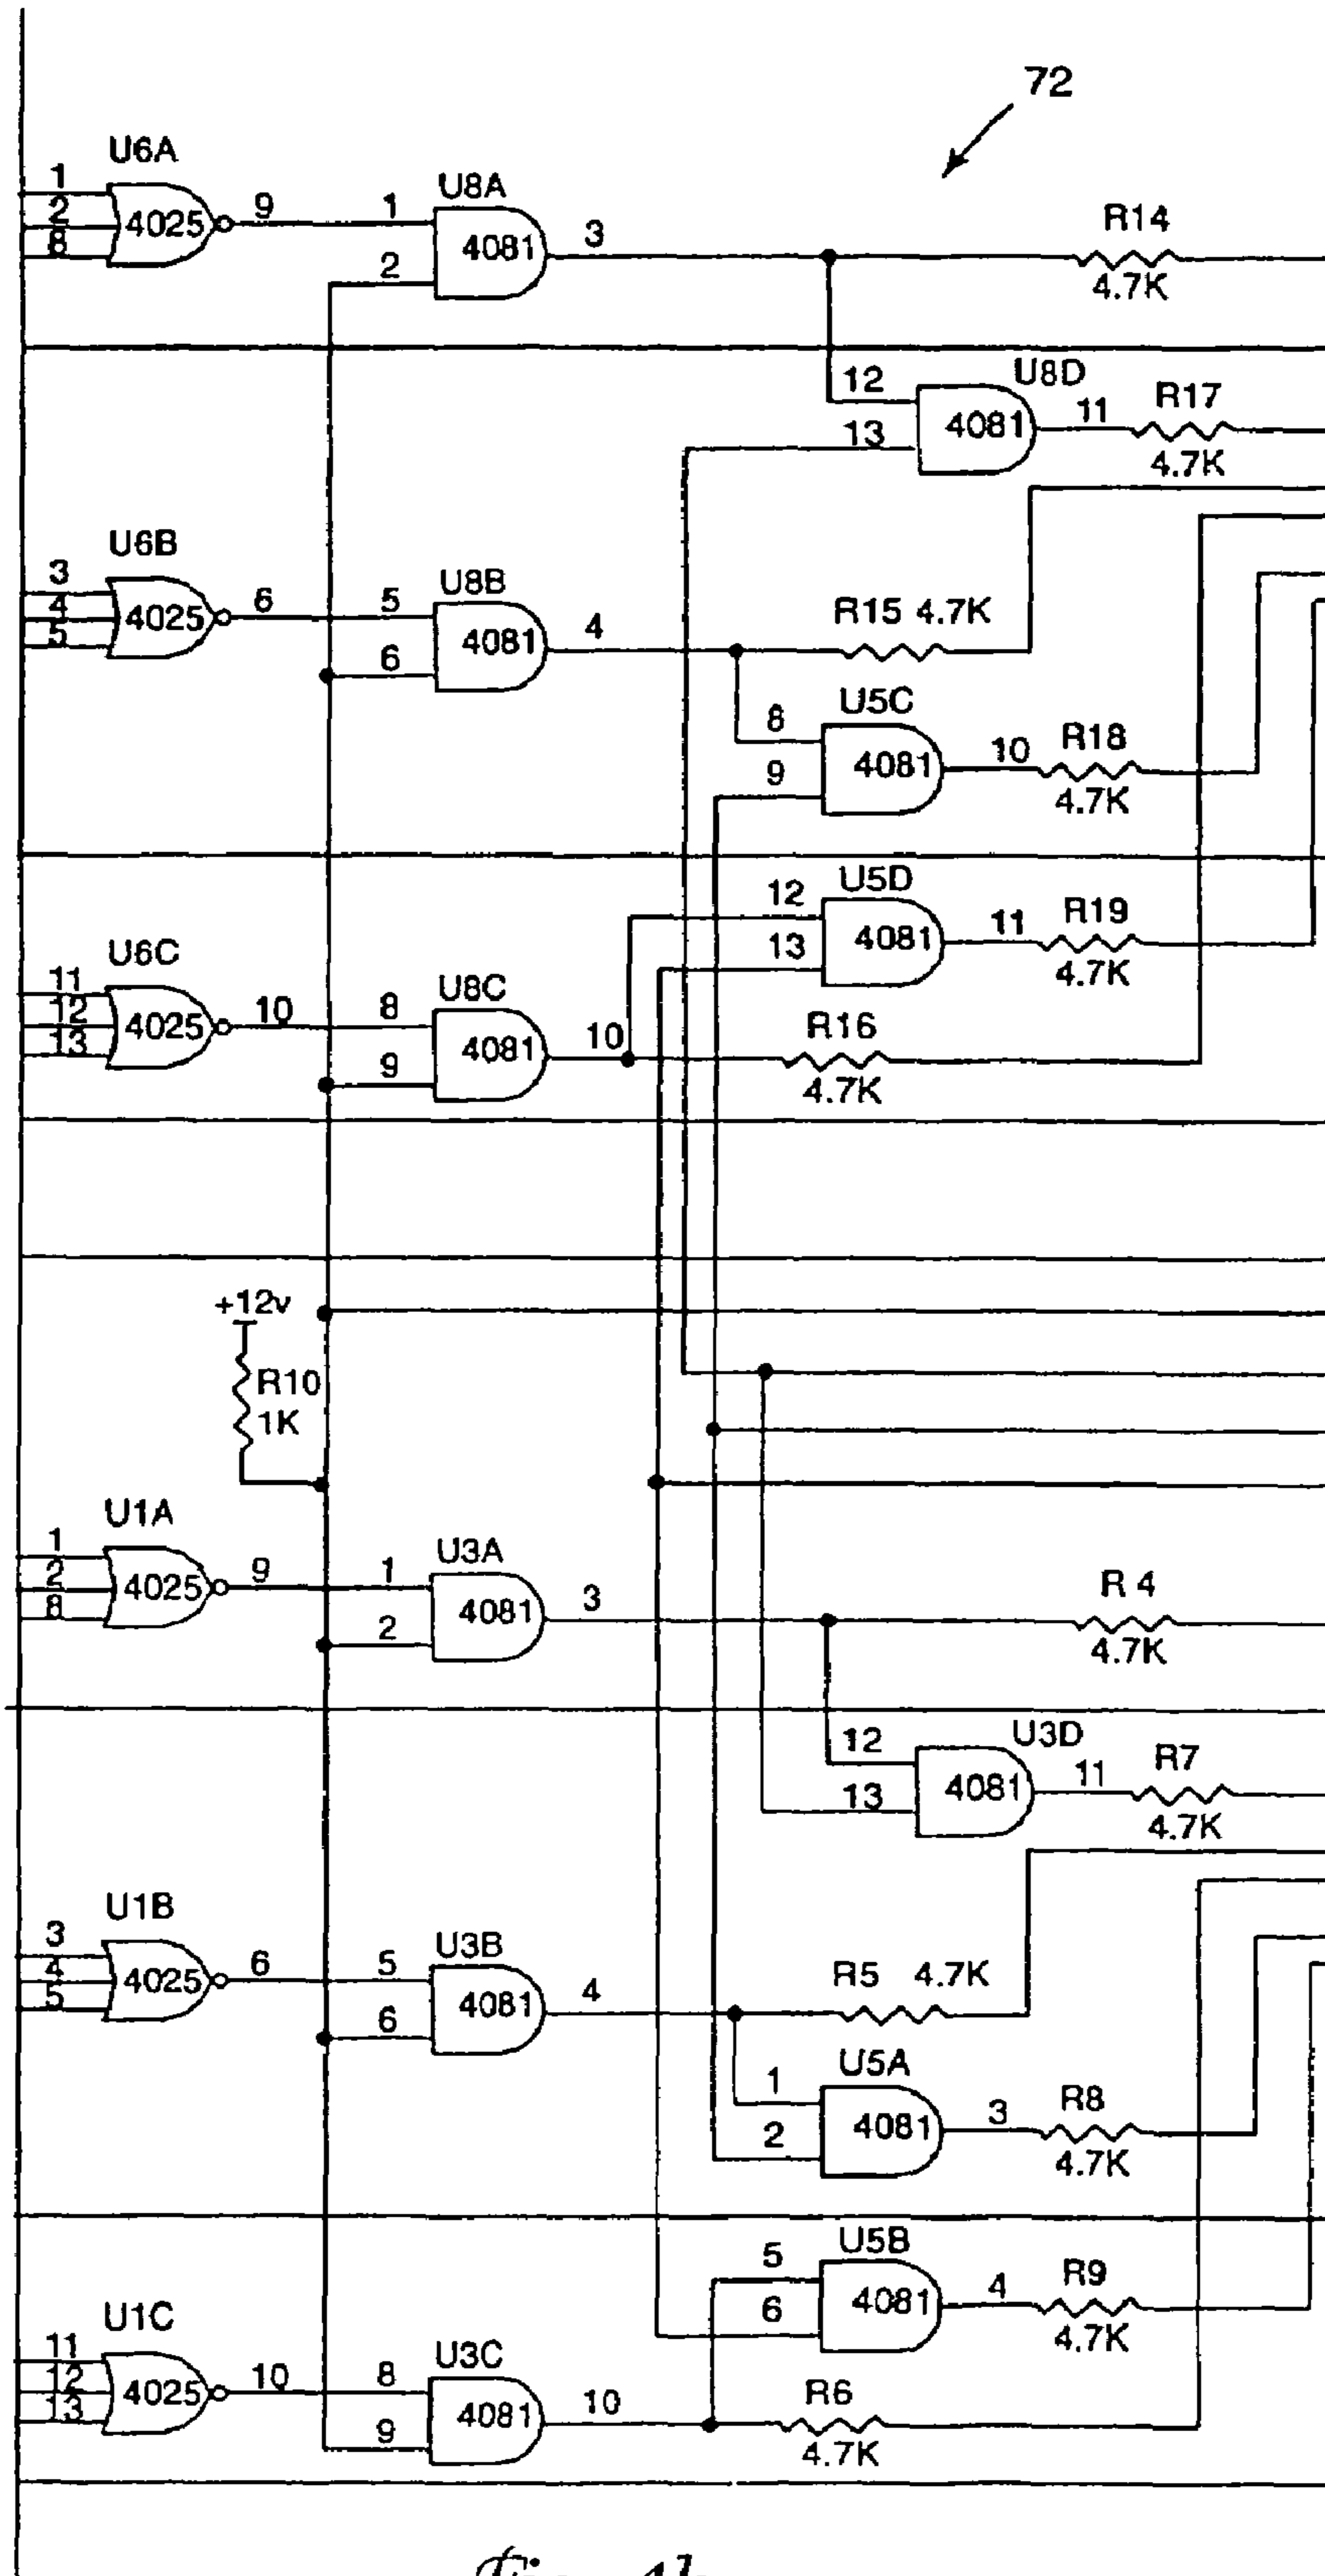 72
U6A
1
2
8
4025
9
1
2
U8A
4081
3
R14
4.7K
12
13
U8D
4081
11
R17
4.7K
U6B
3
4
5
4025
6
5
6
U8B
4081
4
R15 4.7K
8
9
U5C
4081
10
R18
4.7K
12
13
U5D
4081
11
R19
4.7K
U6C
11
12
13
4025
10
8
9
U8C
4081
10
R16
4.7K
+12v
R10
1K
U1A
1
2
8
4025
9
1
2
U3A
4081
3
R 4
4.7K
12
13
U3D
4081
11
R7
4.7K
U1B
3
4
5
4025
6
5
6
U3B
4081
4
R5 4.7K
1
2
U5A
4081
3
R8
4.7K
5
6
U5B
4081
4
R9
4.7K
U1C
11
12
13
4025
10
8
9
U3C
4081
10
R6
4.7K